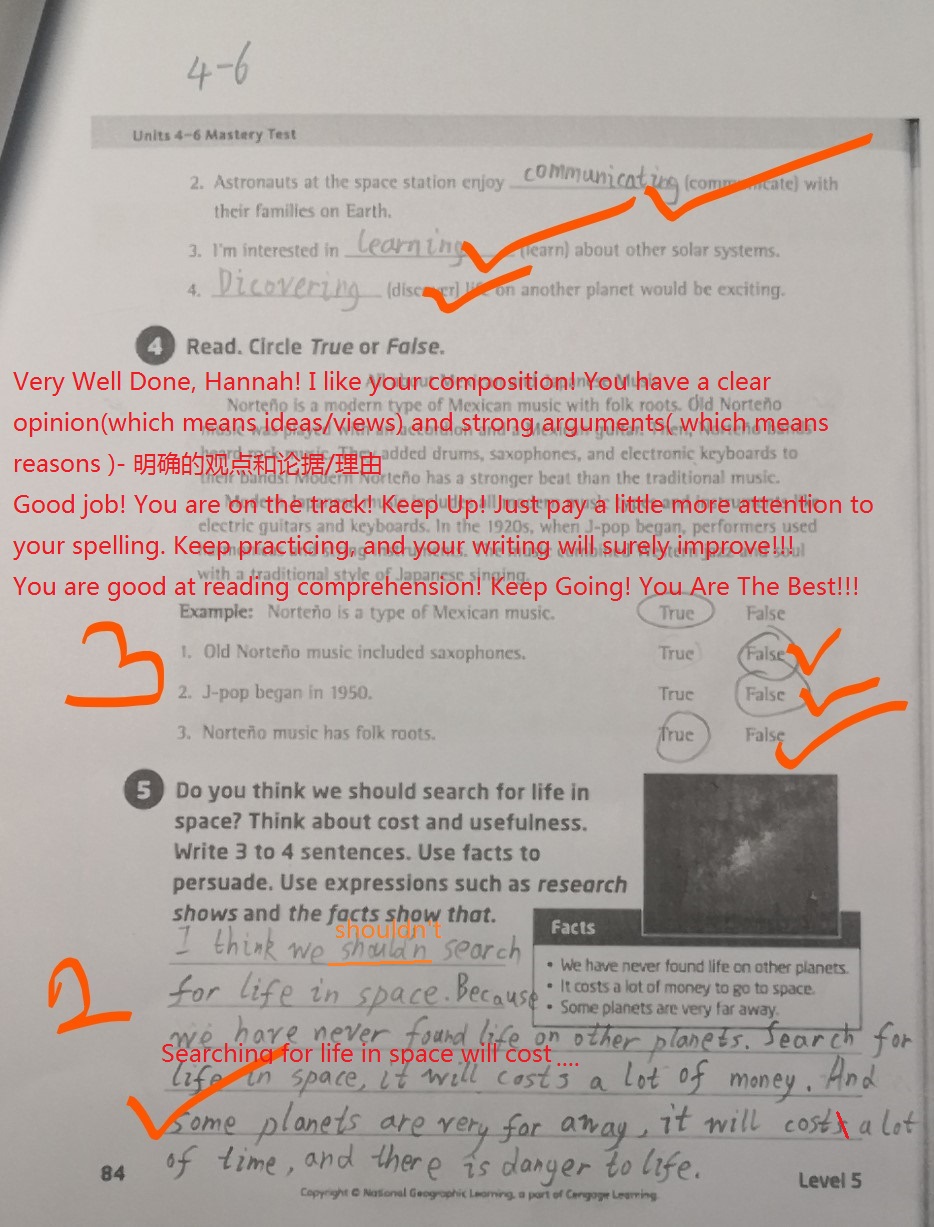 4-6
Units 4–6 Mastery Test
2. Astronauts at the space station enjoy communicating (communicate) with
their families on Earth.
3. I'm interested in learning (learn) about other solar systems.
4. Dicovering (discover) life on another planet would be exciting.
4 Read. Circle True or False.
Very Well Done, Hannah! I like your composition! You have a clear
Norteño is a modern type of Mexican music with folk roots. Old Norteño
opinion(which means ideas/views) and strong arguments( which means
reasons )- 明确的观点和论据/理由
added drums, saxophones, and electronic keyboards to
their bands! Modern Norteño has a stronger beat than the traditional music.
Good job! You are on the track! Keep Up! Just pay a little more attention to
electric guitars and keyboards. In the 1920s, when J-pop began, performers used
your spelling. Keep practicing, and your writing will surely improve!!!
with a traditional style of Japanese singing.
You are good at reading comprehension! Keep Going! You Are The Best!!!
Example: Norteño is a type of Mexican music. True False
1. Old Norteño music included saxophones. True False
3
2. J-pop began in 1950. True False
3. Norteño music has folk roots. True False
5 Do you think we should search for life in
space? Think about cost and usefulness.
Write 3 to 4 sentences. Use facts to
persuade. Use expressions such as research
shows and the facts show that.
Facts
• We have never found life on other planets.
• It costs a lot of money to go to space.
• Some planets are very far away.
shouldn't
I think we shouldn search
2
for life in space. Because
we have never found life on other planets. Search for
Searching for life in space will cost ....
life in space, it will costs a lot of money. And
some planets are very far away, it will costs a lot
of time, and there is danger to life.
84
Level 5
Copyright © National Geographic Learning, a part of Cengage Learning